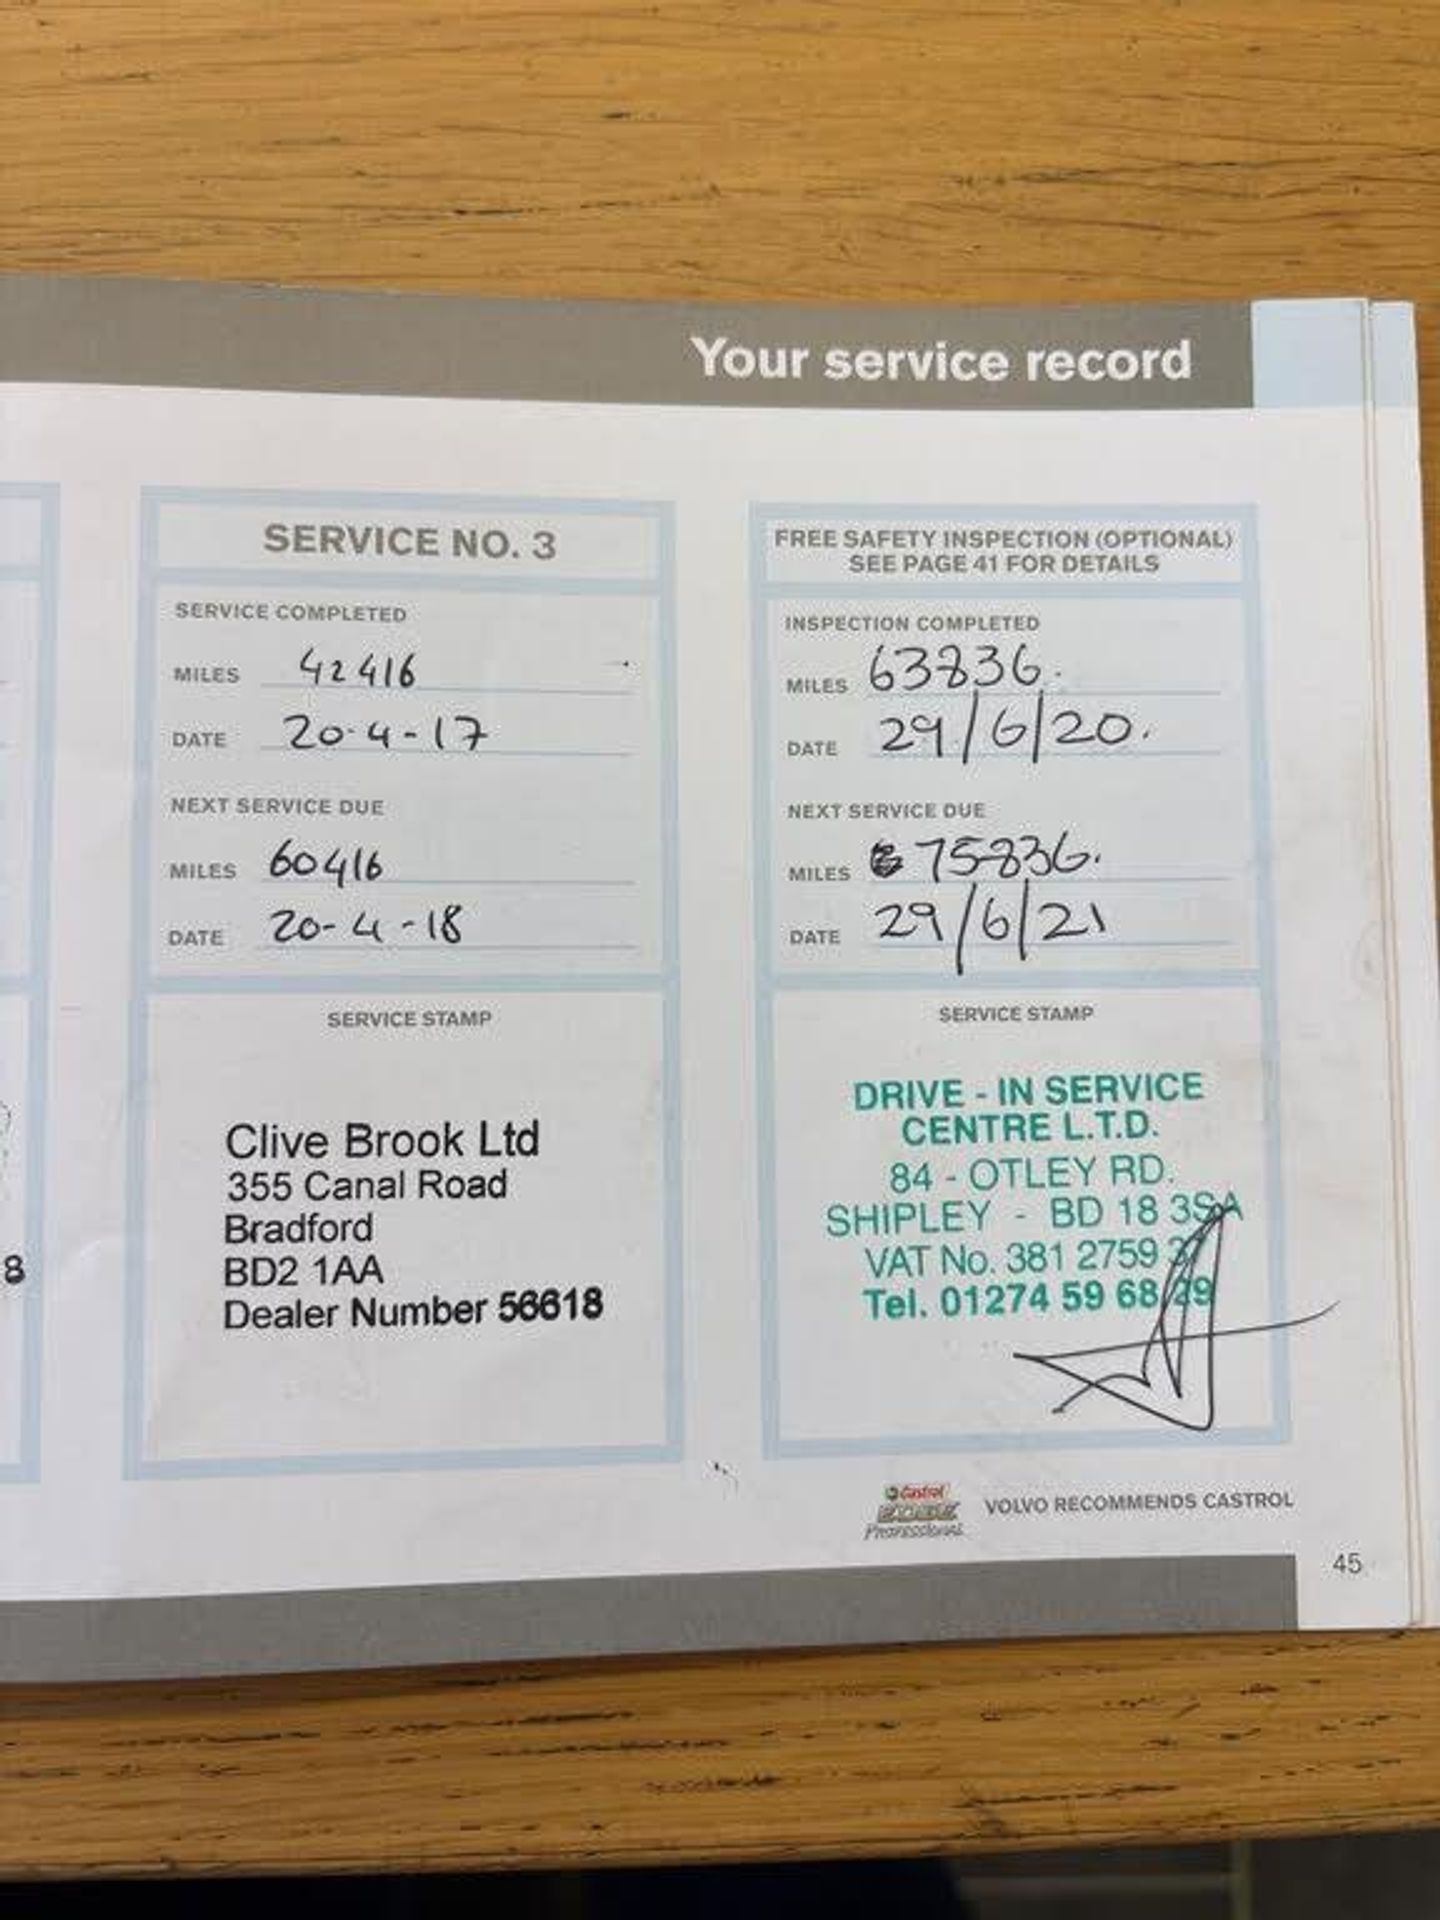 Your service record
SERVICE NO. 3
SERVICE COMPLETED
MILES 42416
DATE 20-4-17
NEXT SERVICE DUE
MILES 60416
DATE 20-4-18
SERVICE STAMP
Clive Brook Ltd
355 Canal Road
Bradford
BD2 1AA
Dealer Number 56618
FREE SAFETY INSPECTION (OPTIONAL)
SEE PAGE 41 FOR DETAILS
INSPECTION COMPLETED
MILES 63836.
DATE 29/6/20.
NEXT SERVICE DUE
MILES 75836.
DATE 29/6/21
SERVICE STAMP
DRIVE - IN SERVICE
CENTRE L.T.D.
84 - OTLEY RD.
SHIPLEY - BD 18 3SA
VAT No. 381 2759
Tel. 01274 59 68 29
8
Castrol
EDGE
Professional
VOLVO RECOMMENDS CASTROL
45